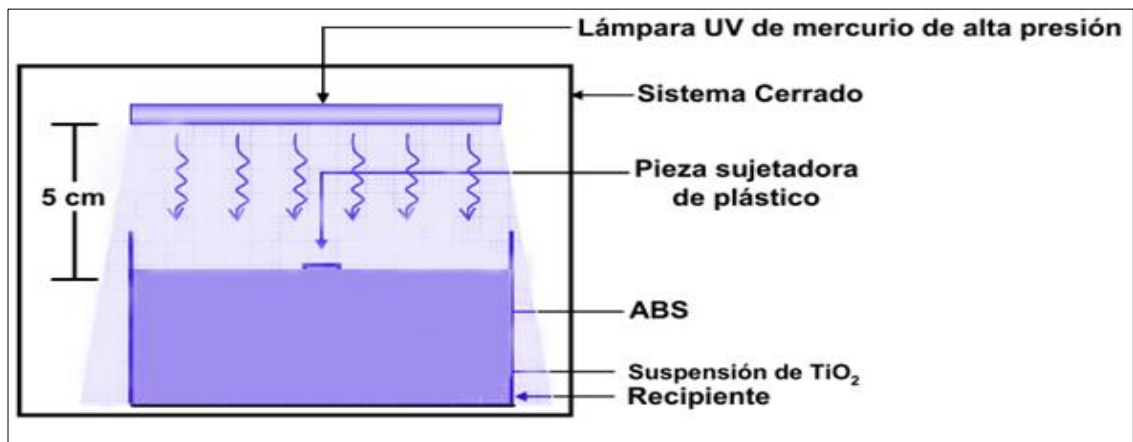 Lámpara UV de mercurio de alta presión
Sistema Cerrado
Pieza sujetadora
de plástico
5 cm
ABS
Suspensión de TiO₂
Recipiente